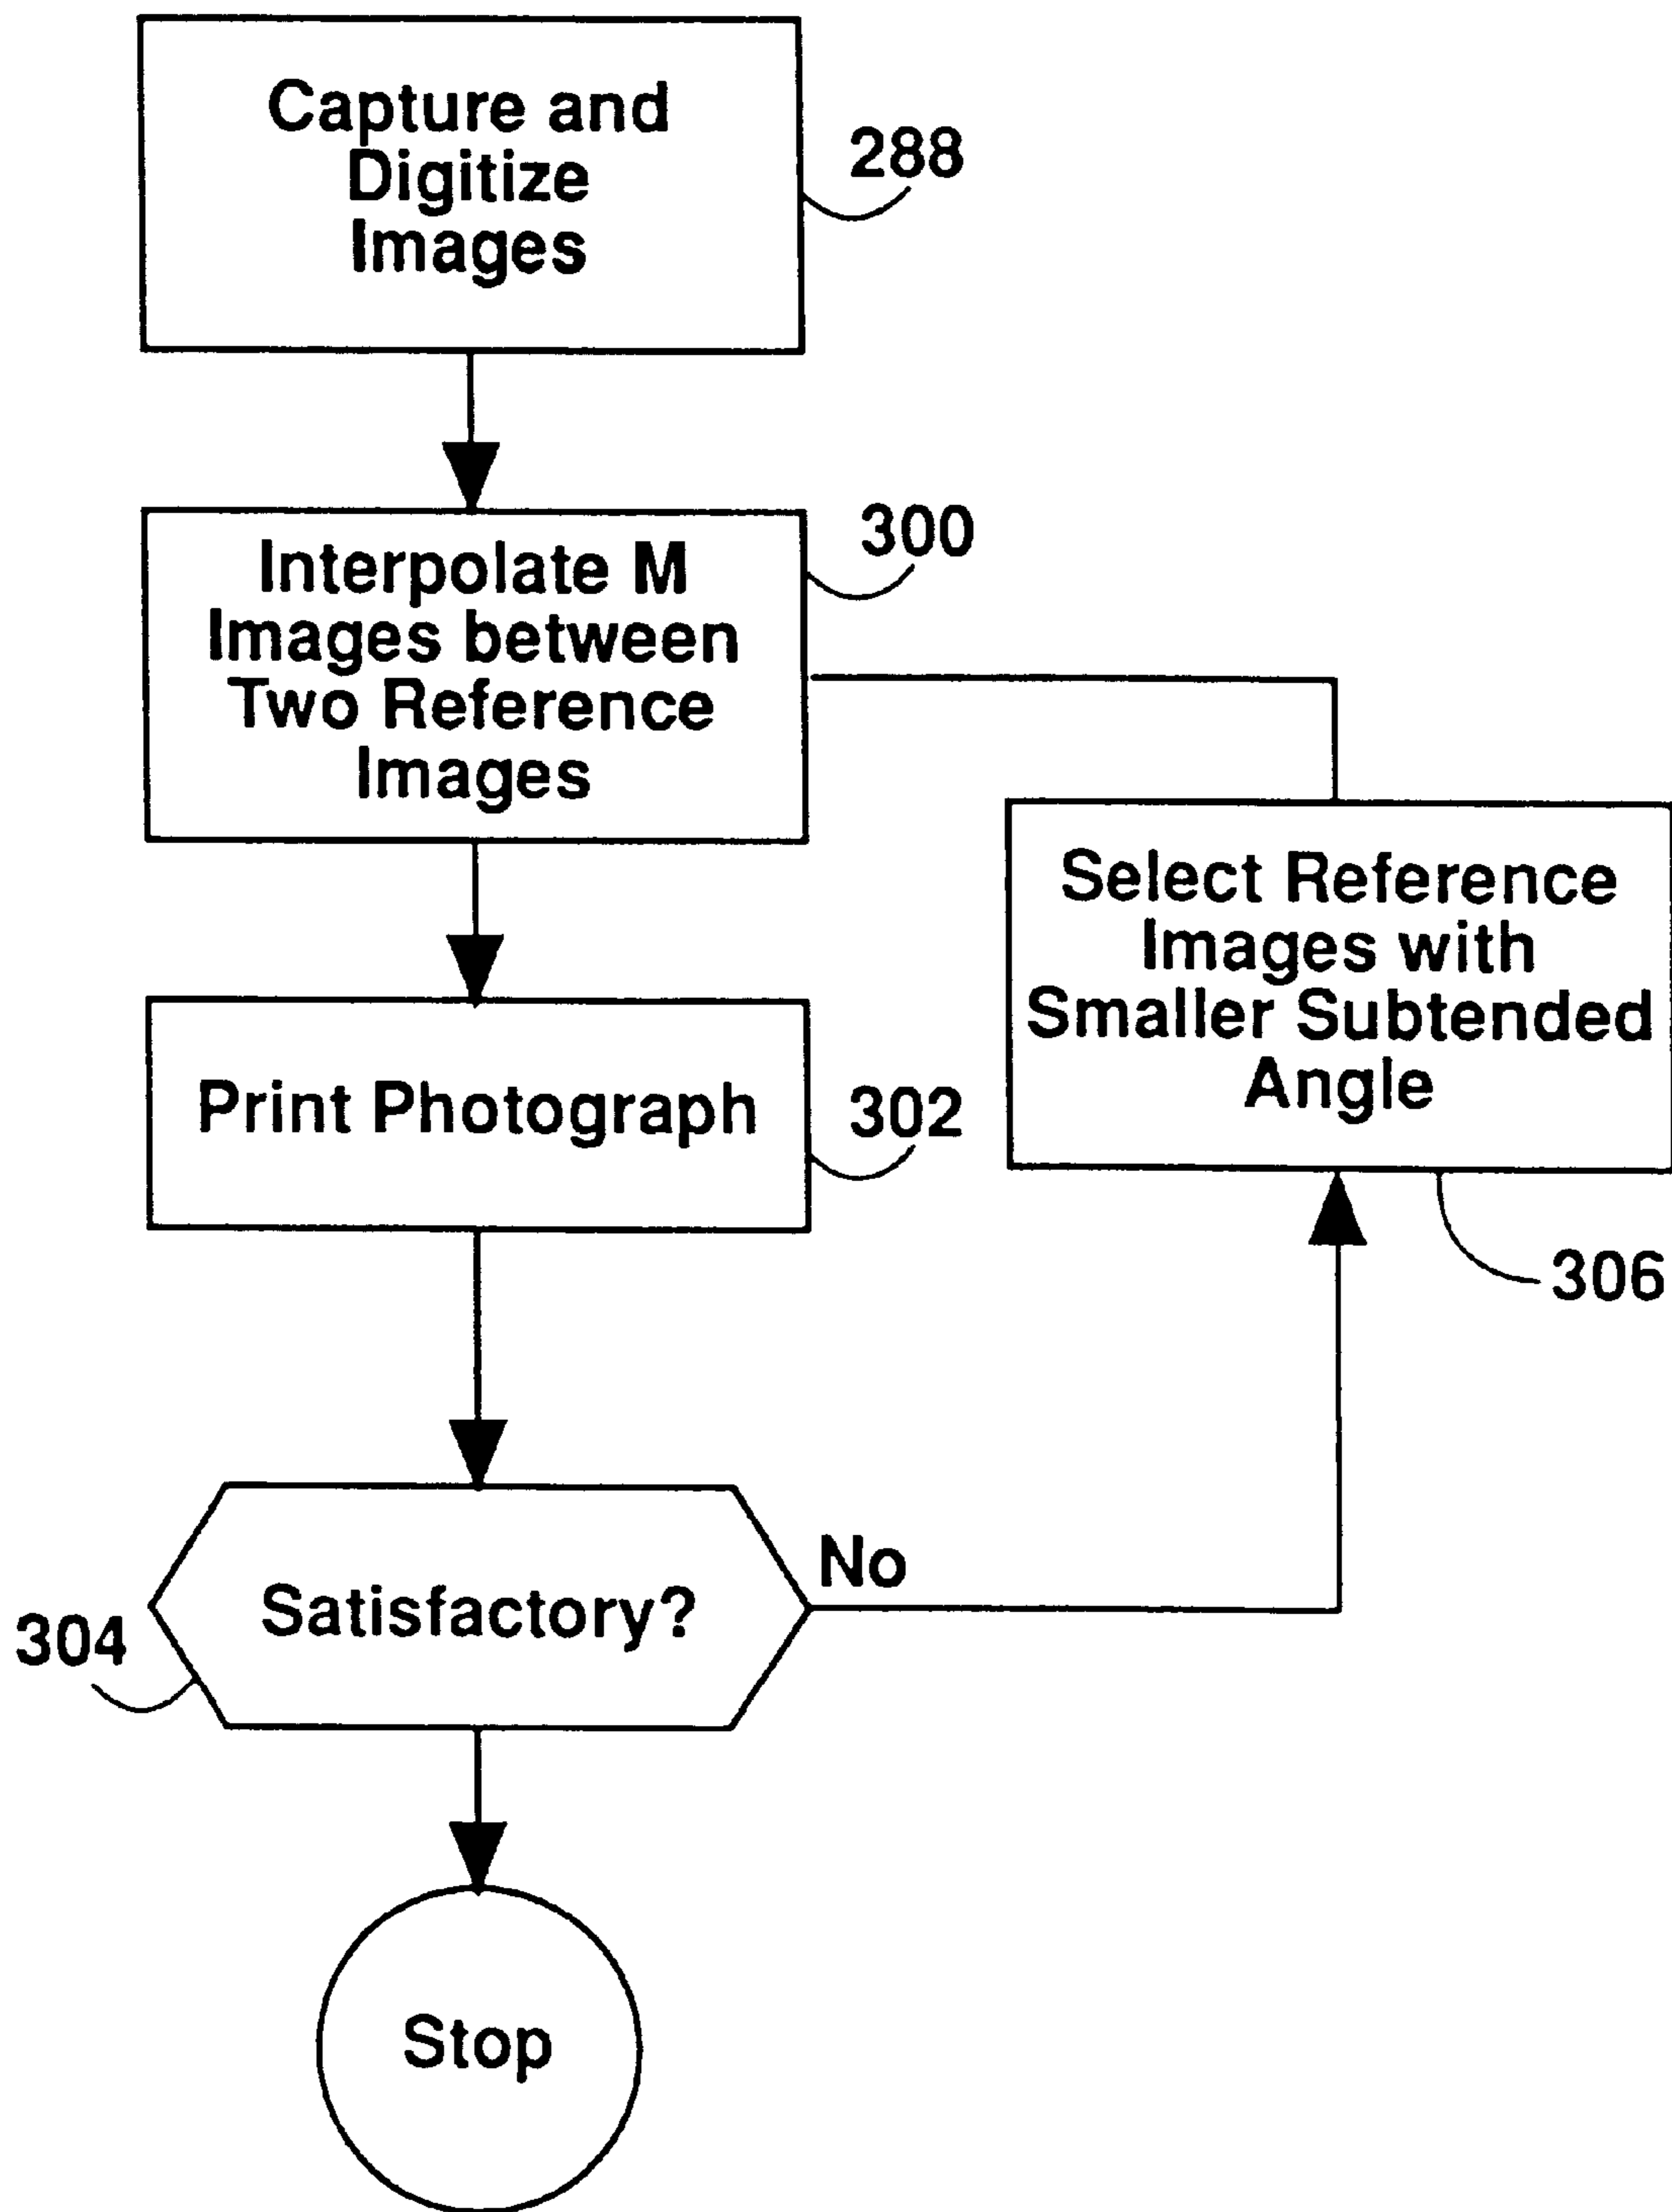 Capture and
Digitize
Images
288
Interpolate M
Images between
Two Reference
Images
300
Select Reference
Images with
Smaller Subtended
Angle
306
Print Photograph
302
Satisfactory?
304
No
Stop